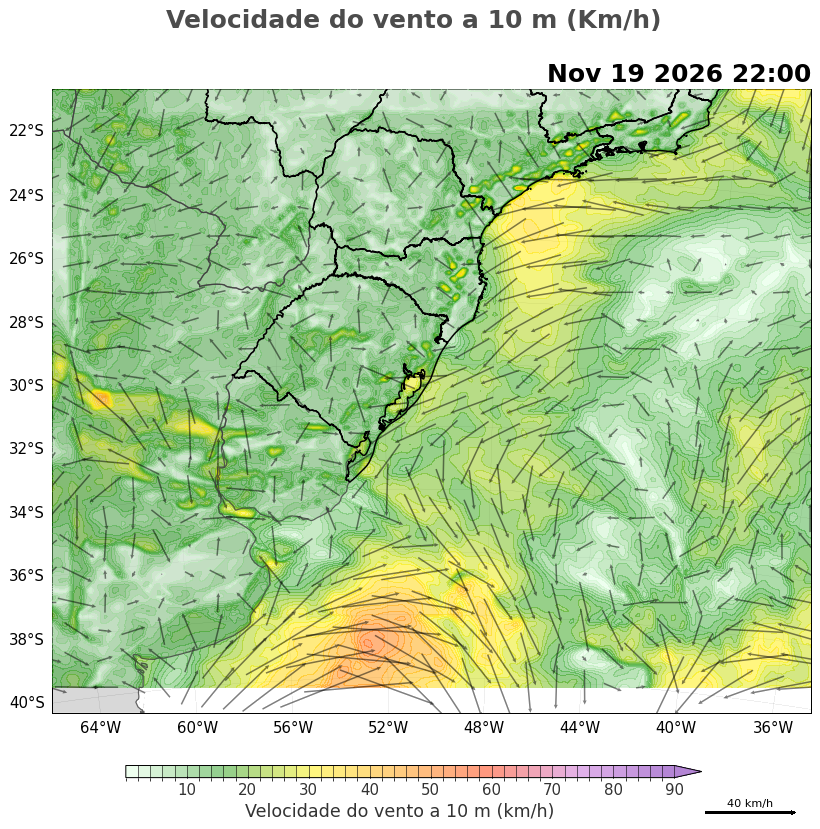 Velocidade do vento a 10 m (Km/h)
Nov 19 2026 22:00
22°S
24°S
26°S
28°S
30°S
32°S
34°S
36°S
38°S
40°S
64°W 60°W 56°W 52°W 48°W 44°W 40°W 36°W
10 20 30 40 50 60 70 80 90
Velocidade do vento a 10 m (km/h)
40 km/h